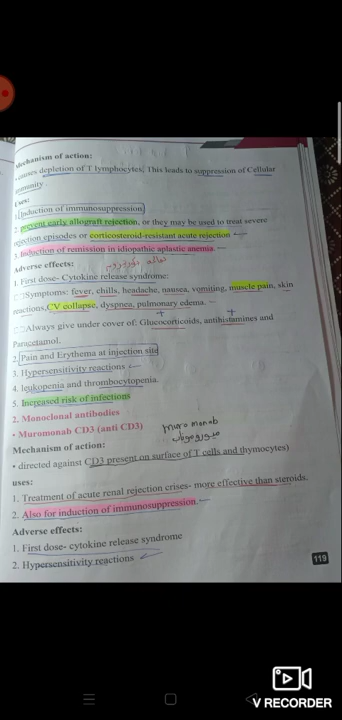 Mechanism of action:
• causes depletion of T lymphocytes; This leads to suppression of Cellular
immunity
Uses:
1. Induction of immunosuppression
2. prevent early allograft rejection, or they may be used to treat severe
rejection episodes or corticosteroid-resistant acute rejection
3. Induction of remission in idiopathic aplastic anemia.
Adverse effects:
1. First dose- Cytokine release syndrome:
Symptoms: fever, chills, headache, nausea, vomiting, muscle pain, skin
reactions, CV collapse, dyspnea, pulmonary edema.
Always give under cover of: Glucocorticoids, antihistamines and
Paracetamol.
2. Pain and Erythema at injection site
3. Hypersensitivity reactions
4. leukopenia and thrombocytopenia.
5. Increased risk of infections
2. Monoclonal antibodies
• Muromonab CD3 (anti CD3)
muro monab
Mechanism of action:
• directed against CD3 present on surface of T cells and thymocytes)
uses:
1. Treatment of acute renal rejection crises- more effective than steroids.
2. Also for induction of immunosuppression.
Adverse effects:
1. First dose- cytokine release syndrome
2. Hypersensitivity reactions
119
V RECORDER